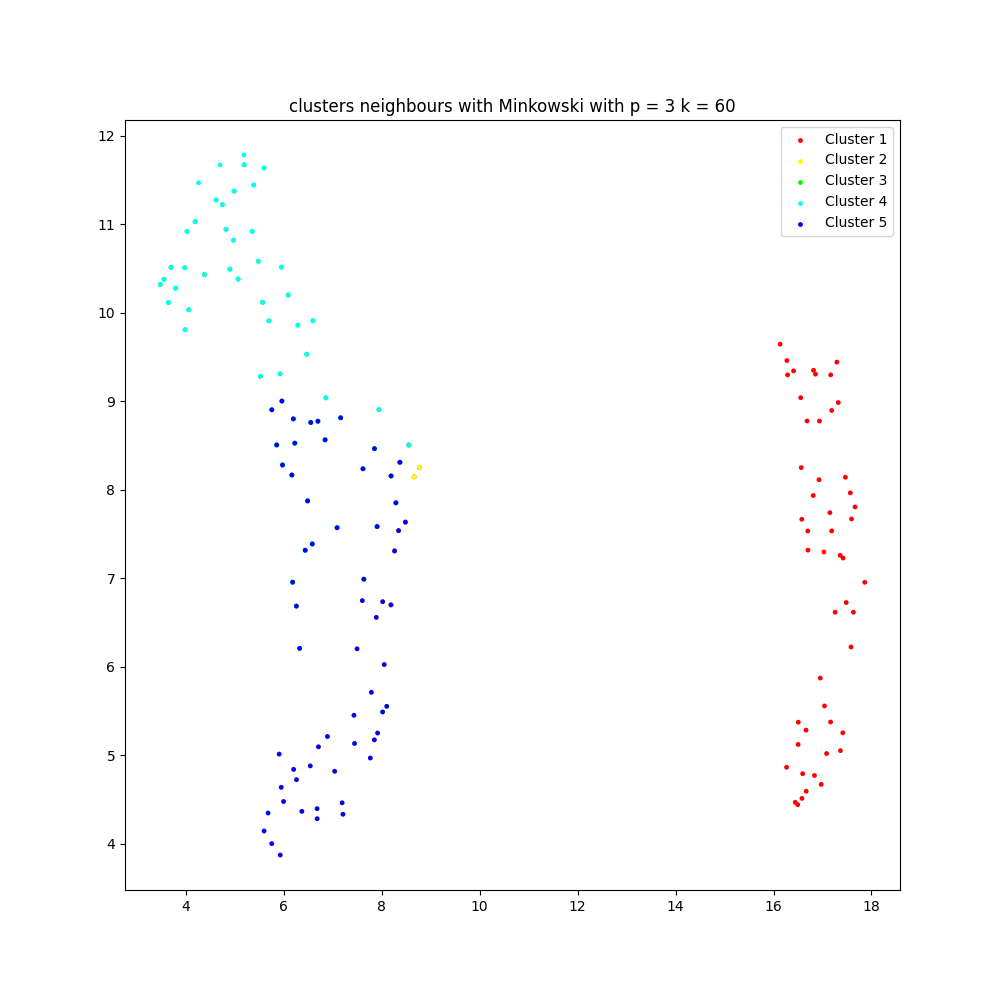 clusters neighbours with Minkowski with p = 3 k = 60
Cluster 1
Cluster 2
Cluster 3
Cluster 4
Cluster 5
12
11
10
9
8
7
6
5
4
4 6 8 10 12 14 16 18